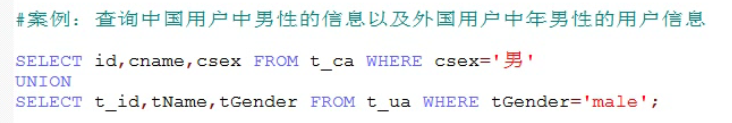 #案例：查询中国用户中男性的信息以及外国用户中年男性的用户信息
SELECT id,cname,csex FROM t_ca WHERE csex='男'
UNION
SELECT t_id,tName,tGender FROM t_ua WHERE tGender='male';